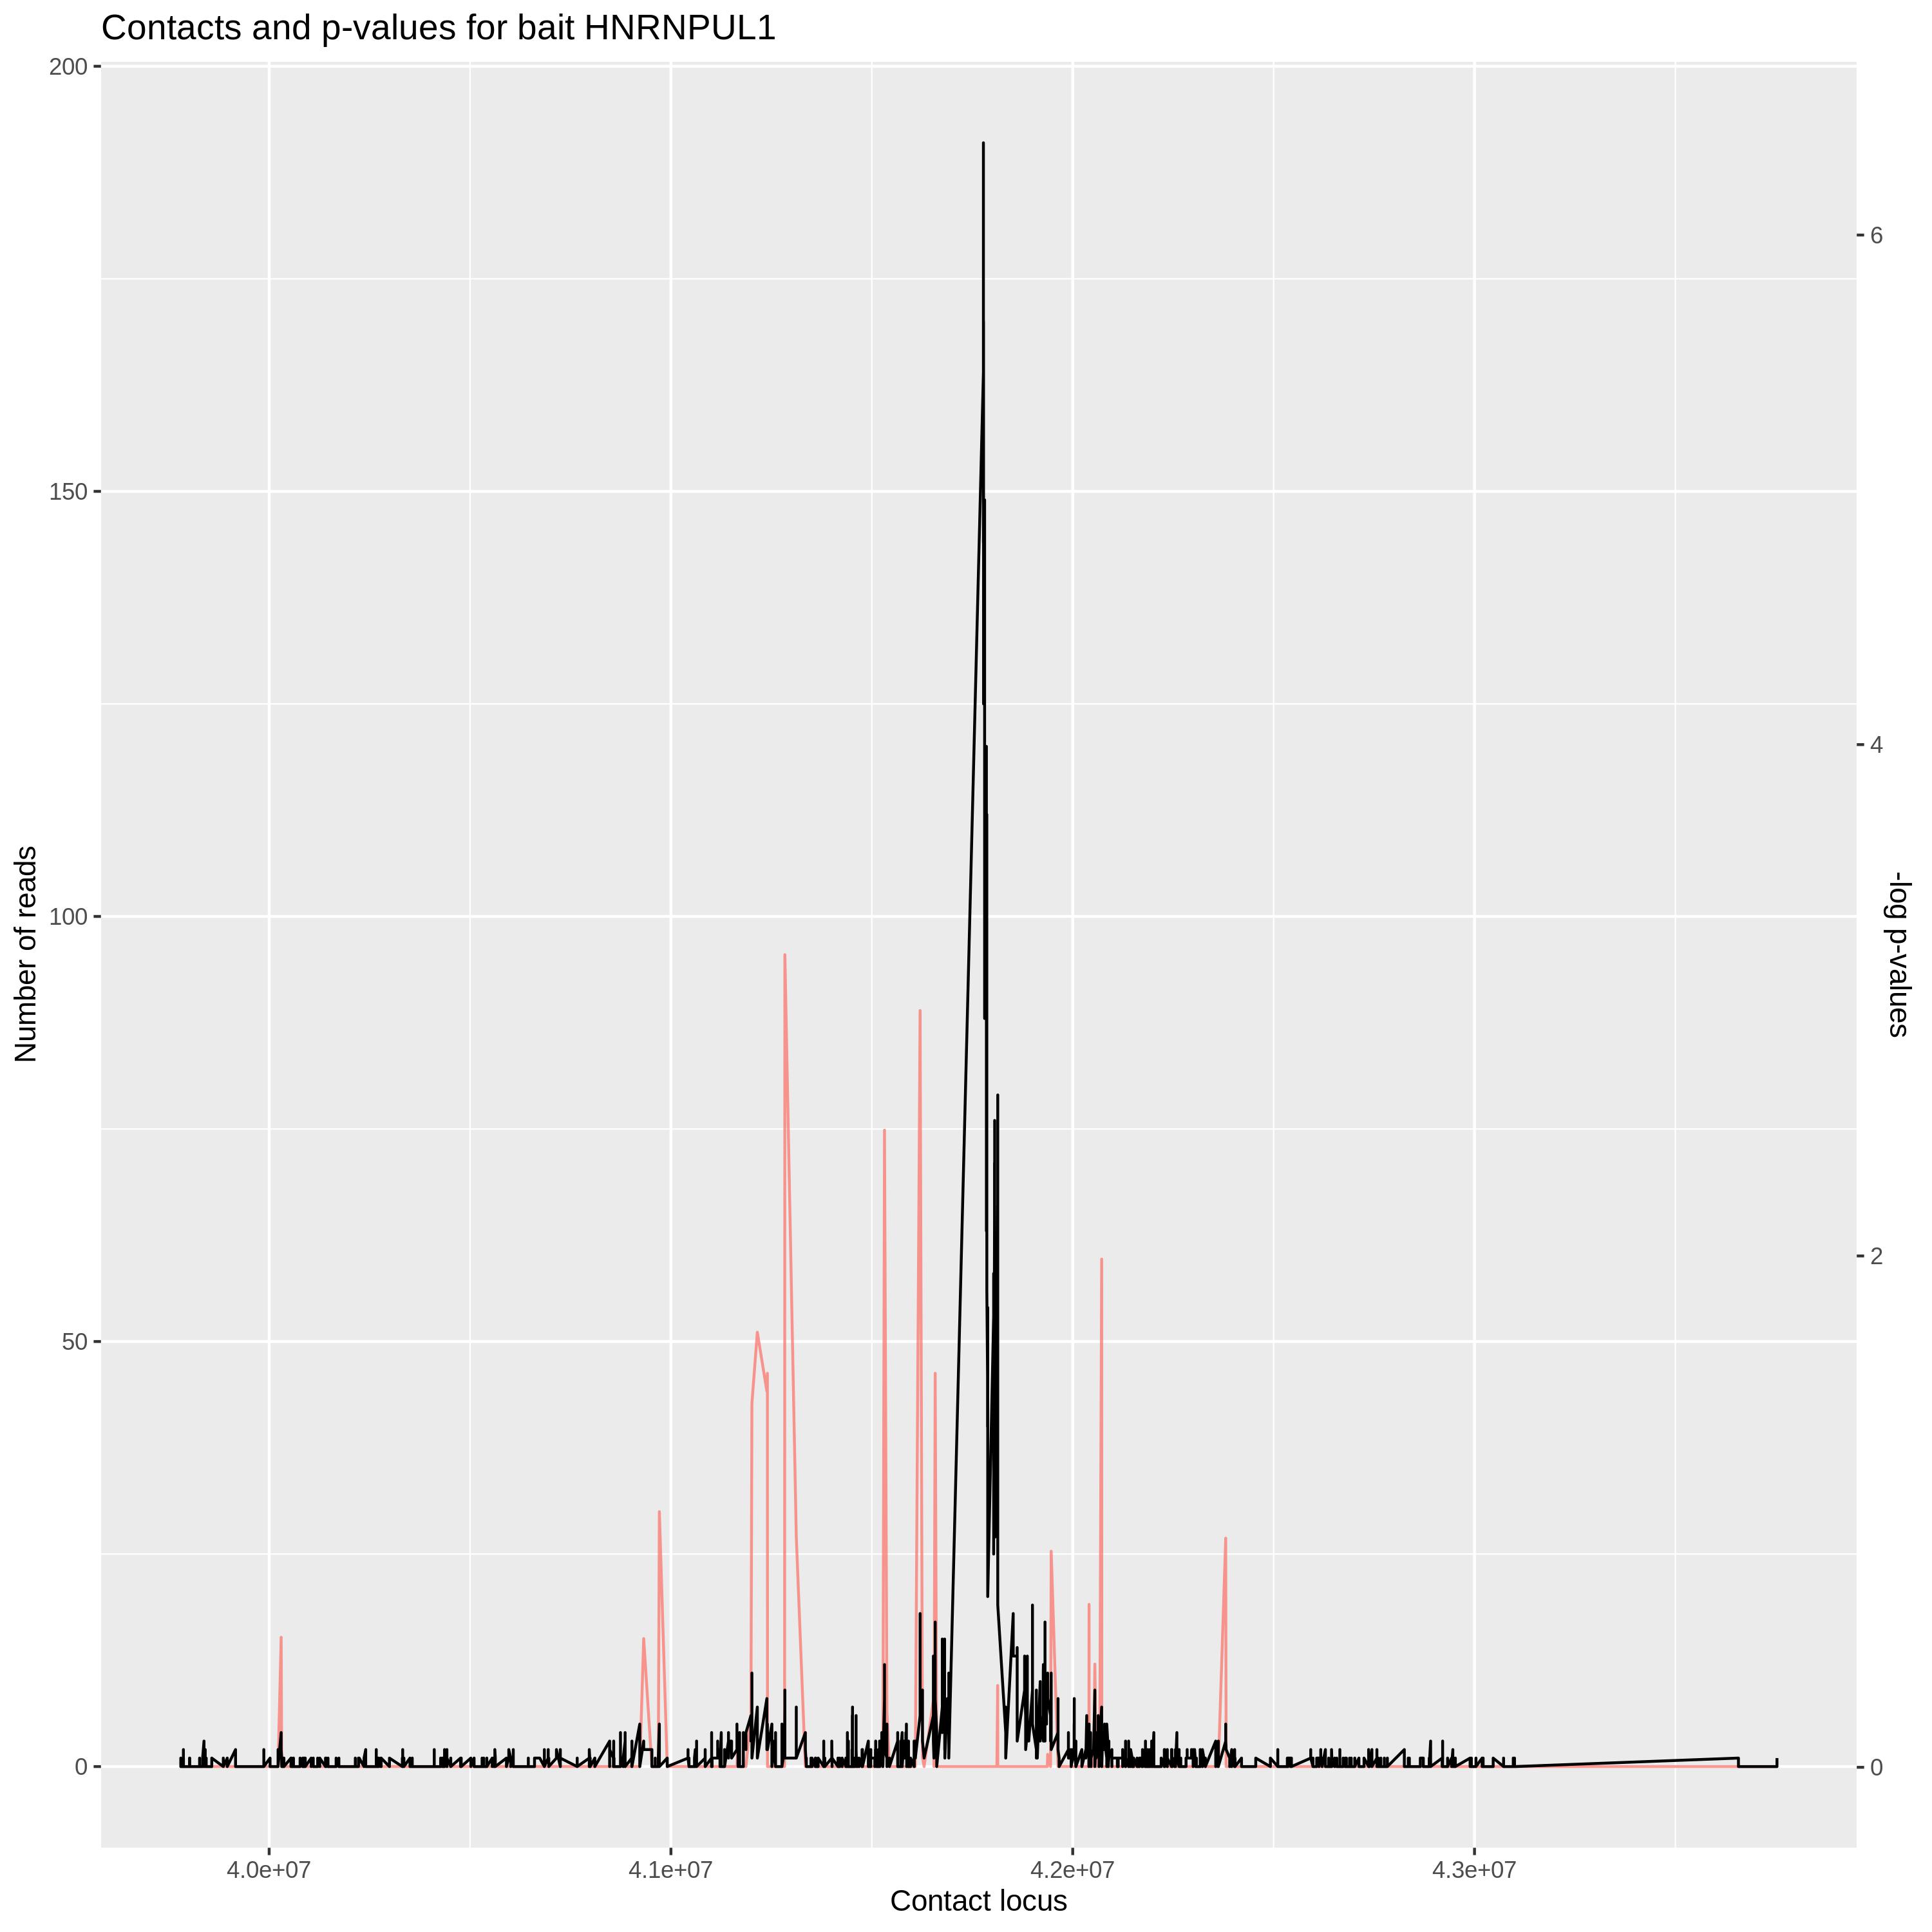 Contacts and p-values for bait HNRNPUL1
200
150
100
50
0
Number of reads
6
4
2
0
-log p-values
4.0e+07
4.1e+07
4.2e+07
4.3e+07
Contact locus